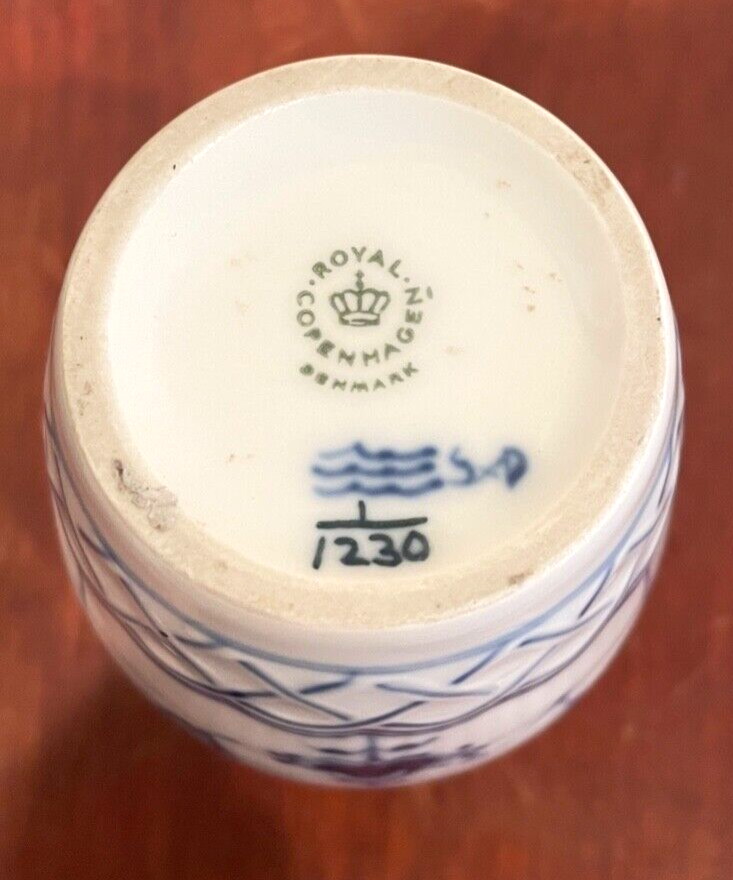 ROYAL
COPENHAGEN
DENMARK
1
1230